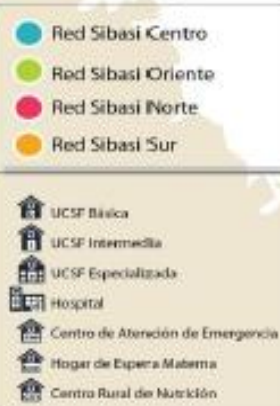 Red Sibasi Centro
Red Sibasi Oriente
Red Sibasi Norte
Red Sibasi Sur
UCSF Básica
UCSF Intermedia
UCSF Especializada
Hospital
Centro de Atención de Emergencia
Hogar de Espera Materna
Centro Rural de Nutrición